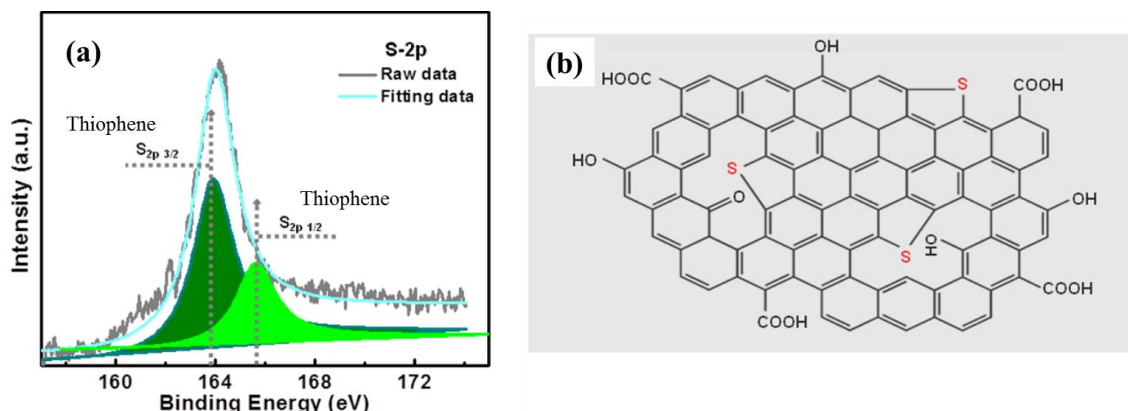 (a)
S-2p
Raw data
Fitting data
Thiophene
S2p 3/2
Thiophene
S2p 1/2
Intensity (a.u.)
160 164 168 172
Binding Energy (eV)
(b)
OH
HOOC
S
COOH
HO
S
O
OH
HO
S
COOH
COOH